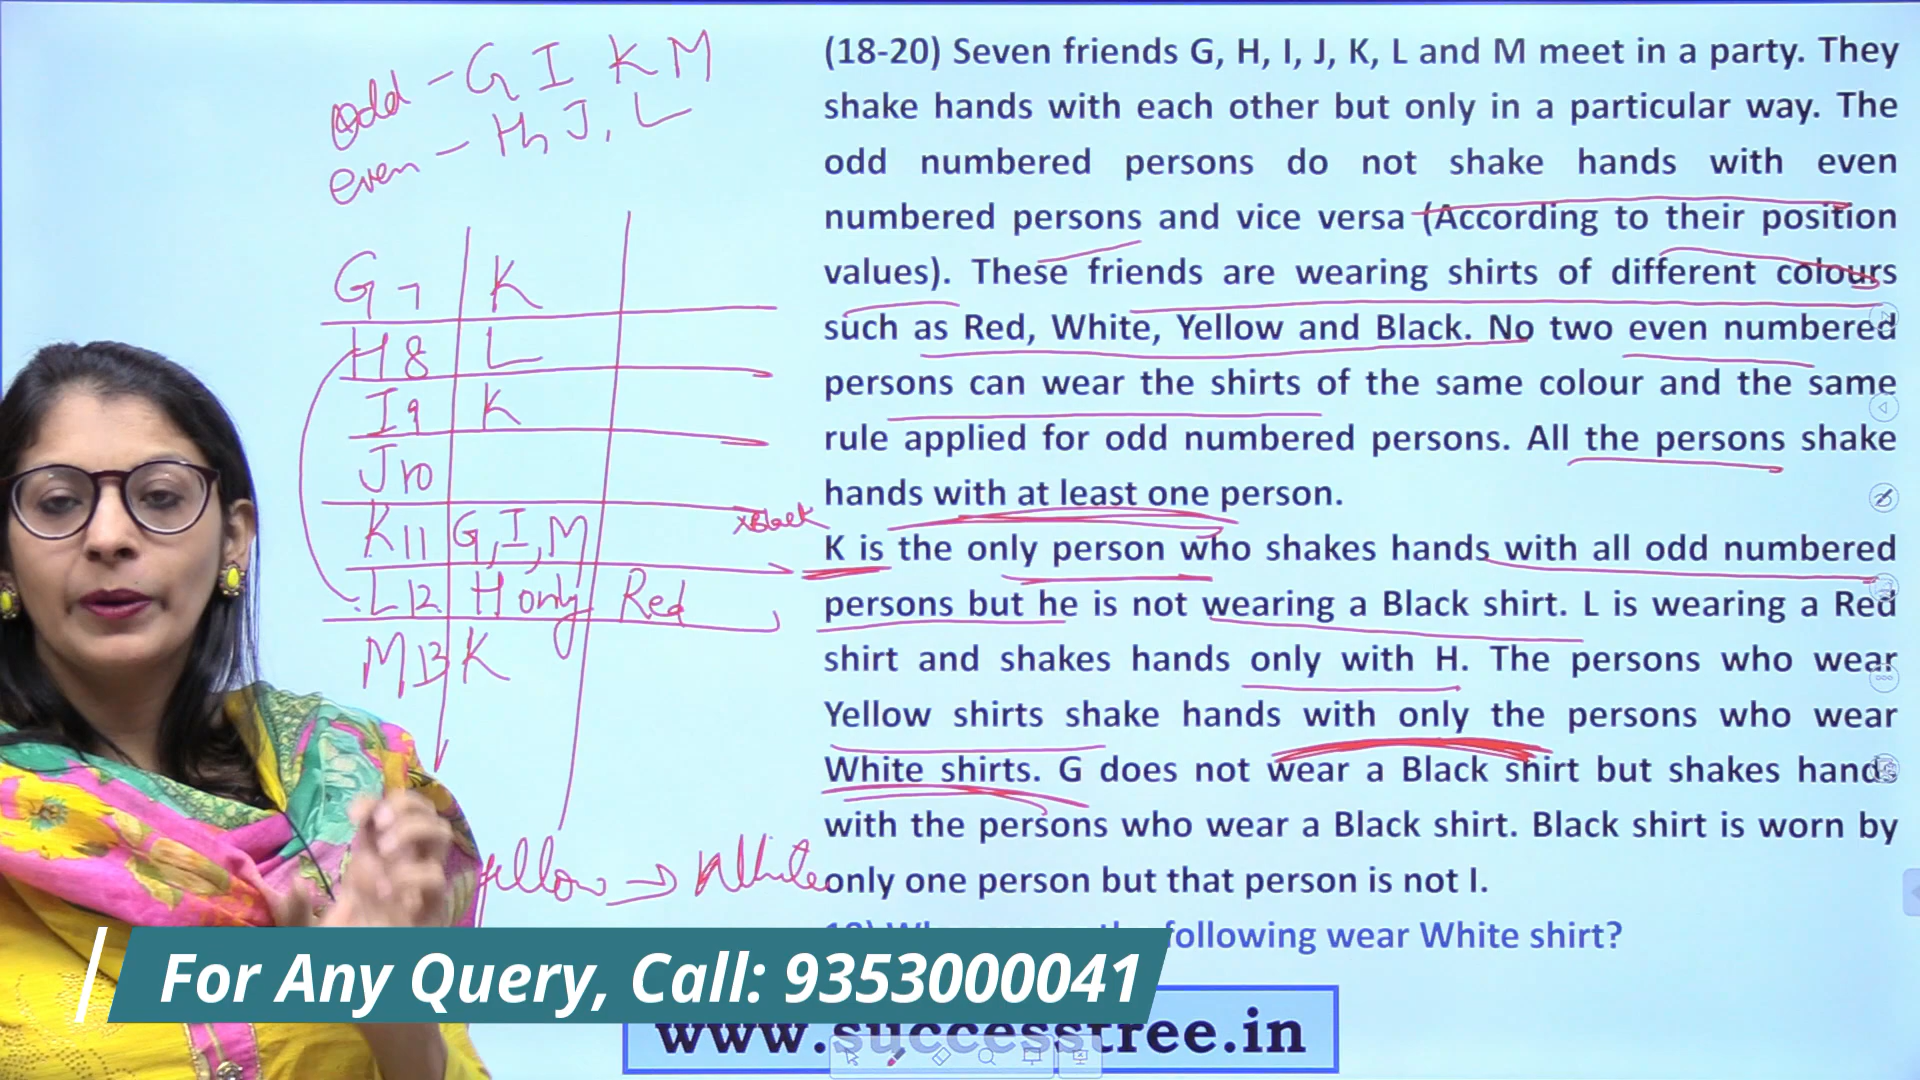 odd - G I K M
even - H, J, L
G 7 K
H 8 L
I 9 K
J 10
K 11 G, I, M
×Black
L 12 H only Red
M 13 K
yellow → White
(18-20) Seven friends G, H, I, J, K, L and M meet in a party. They
shake hands with each other but only in a particular way. The
odd numbered persons do not shake hands with even
numbered persons and vice versa (According to their position
values). These friends are wearing shirts of different colours
such as Red, White, Yellow and Black. No two even numbered
persons can wear the shirts of the same colour and the same
rule applied for odd numbered persons. All the persons shake
hands with at least one person.
K is the only person who shakes hands with all odd numbered
persons but he is not wearing a Black shirt. L is wearing a Red
shirt and shakes hands only with H. The persons who wear
Yellow shirts shake hands with only the persons who wear
White shirts. G does not wear a Black shirt but shakes hands
with the persons who wear a Black shirt. Black shirt is worn by
only one person but that person is not I.
following wear White shirt?
For Any Query, Call: 9353000041
www.successtree.in